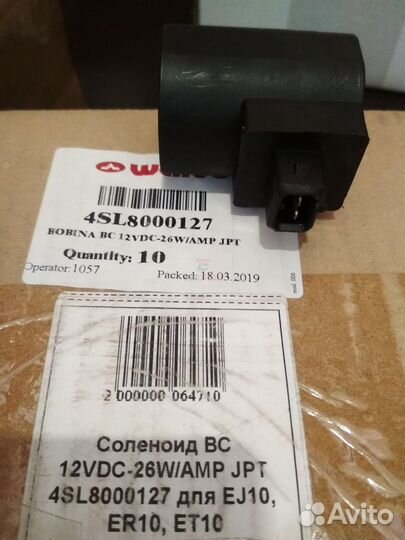 4SL8000127
BOBINA BC 12VDC-26W/AMP JPT
Quantity: 10
Operator:1057
Packed: 18.03.2019
2 000000 064710
Соленоид BC
12VDC-26W/AMP JPT
4SL8000127 для EJ10,
ER10, ET10
Avito